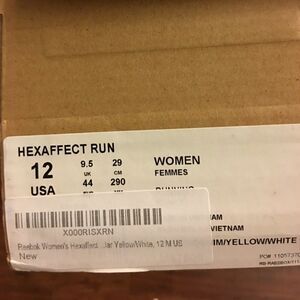 HEXAFFECT RUN
12 9.5 29 WOMEN
UK CM FEMMES
USA 44 290
X000RISXRN
VIETNAM
/YELLOW/WHITE
Reebok Women's Hexaffect ...lar Yellow/White, 12 M US
New